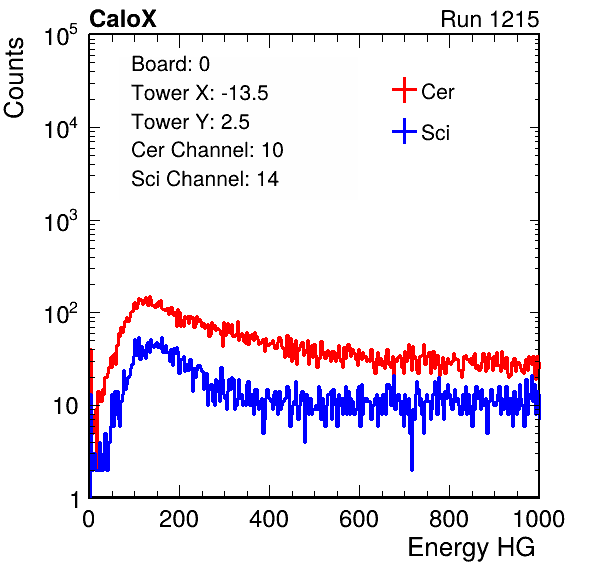 CaloX Run 1215
Counts
Board: 0
Tower X: -13.5
Tower Y: 2.5
Cer Channel: 10
Sci Channel: 14
Cer
Sci
10^5
10^4
10^3
10^2
10
1
0 200 400 600 800 1000
Energy HG